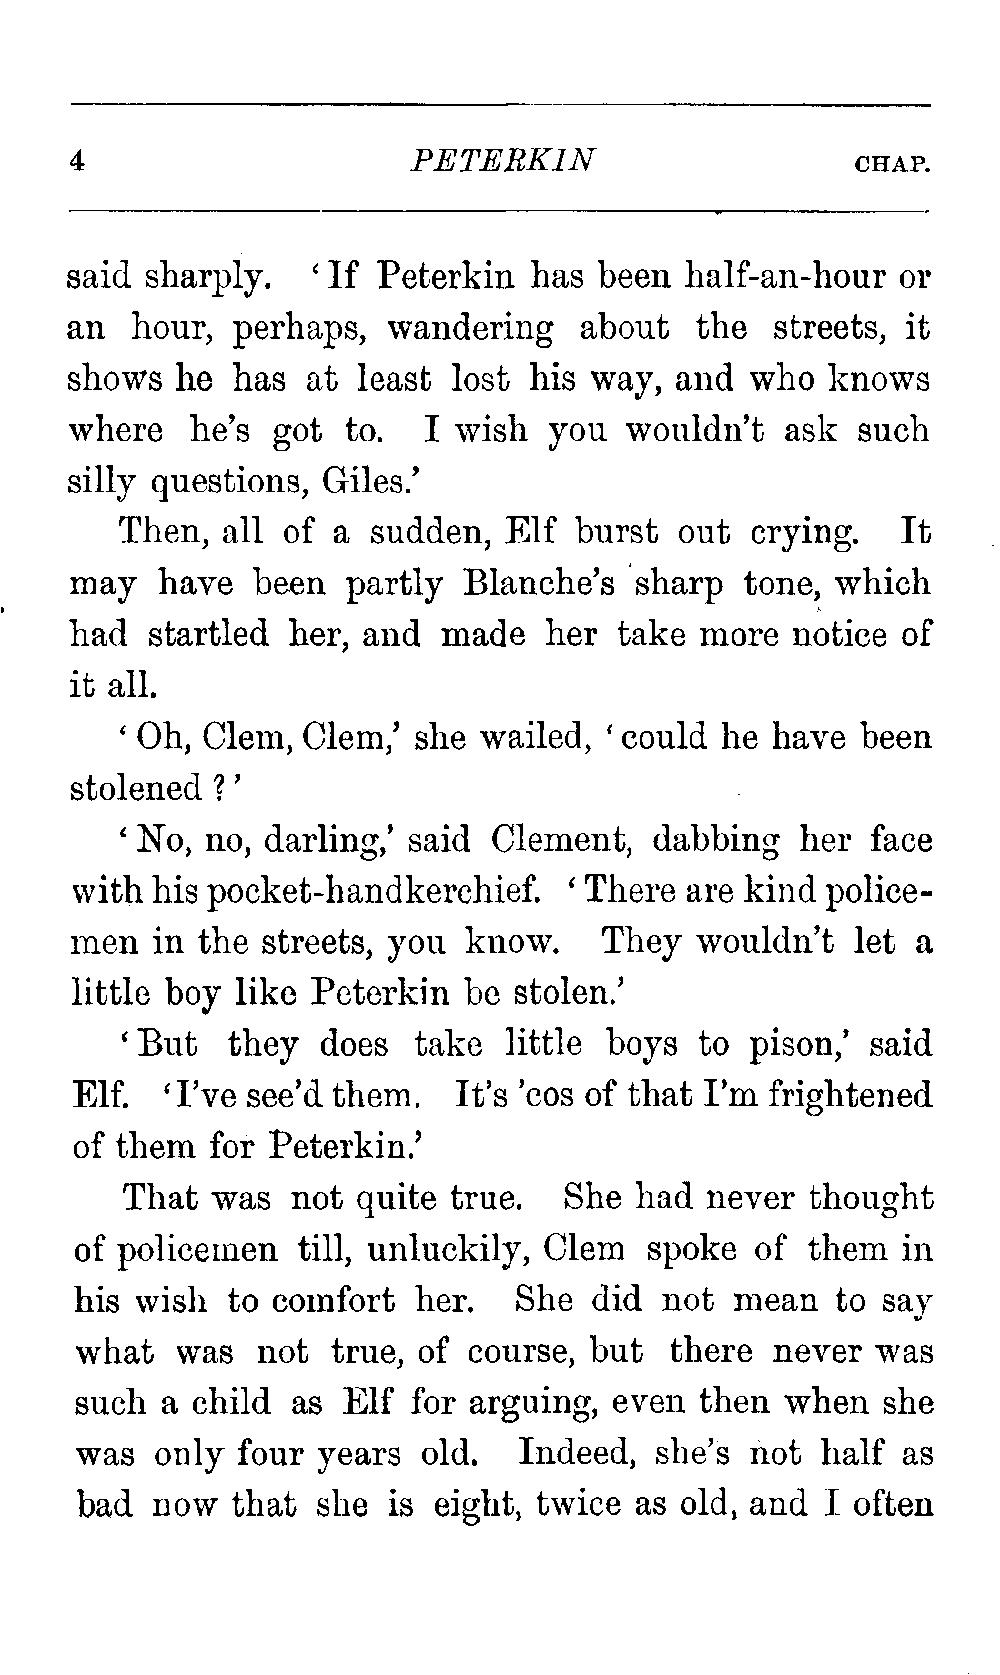 4 PETERKIN CHAP.
said sharply. ‘If Peterkin has been half-an-hour or
an hour, perhaps, wandering about the streets, it
shows he has at least lost his way, and who knows
where he’s got to. I wish you wouldn’t ask such
silly questions, Giles.’
Then, all of a sudden, Elf burst out crying. It
may have been partly Blanche’s sharp tone, which
had startled her, and made her take more notice of
it all.
‘Oh, Clem, Clem,’ she wailed, ‘could he have been
stolened?’
‘No, no, darling,’ said Clement, dabbing her face
with his pocket-handkerchief. ‘There are kind police-
men in the streets, you know. They wouldn’t let a
little boy like Peterkin be stolen.’
‘But they does take little boys to pison,’ said
Elf. ‘I’ve see’d them. It’s ’cos of that I’m frightened
of them for Peterkin.’
That was not quite true. She had never thought
of policemen till, unluckily, Clem spoke of them in
his wish to comfort her. She did not mean to say
what was not true, of course, but there never was
such a child as Elf for arguing, even then when she
was only four years old. Indeed, she’s not half as
bad now that she is eight, twice as old, and I often